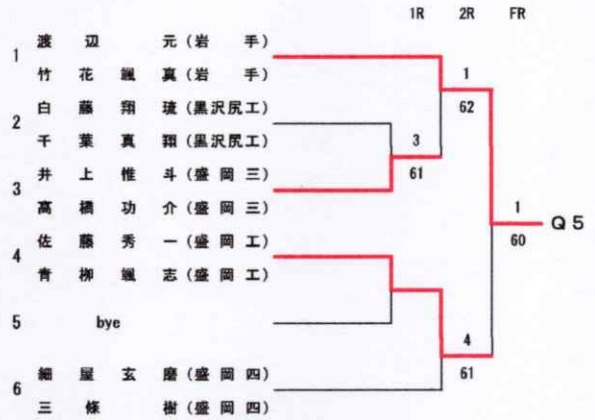 1R 2R FR
1 渡辺 元 (岩手)
竹花颯真 (岩手)
2 白藤翔琉 (黒沢尻工)
千葉真翔 (黒沢尻工)
3 井上惟斗 (盛岡三)
高橋功介 (盛岡三)
4 佐藤秀一 (盛岡工)
青柳颯志 (盛岡工)
5 bye
6 細屋玄磨 (盛岡四)
三條 樹 (盛岡四)
3
61
1
62
4
61
1
60
Q5